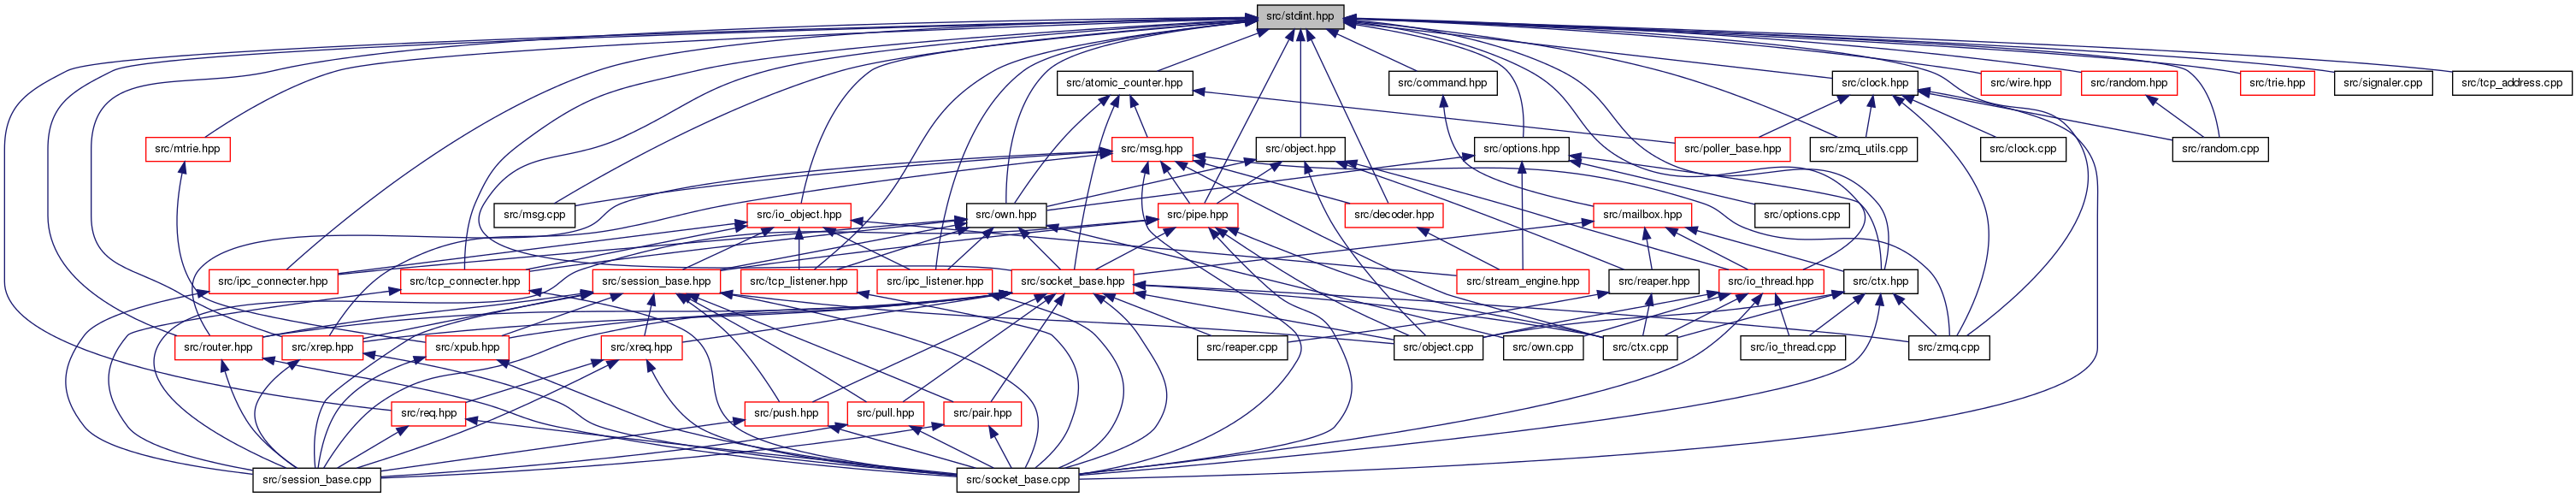 src/stdint.hpp
src/atomic_counter.hpp
src/command.hpp
src/clock.hpp
src/wire.hpp
src/random.hpp
src/trie.hpp
src/signaler.cpp
src/tcp_address.cpp
src/mtrie.hpp
src/msg.hpp
src/object.hpp
src/options.hpp
src/poller_base.hpp
src/zmq_utils.cpp
src/clock.cpp
src/random.cpp
src/msg.cpp
src/io_object.hpp
src/own.hpp
src/pipe.hpp
src/decoder.hpp
src/mailbox.hpp
src/options.cpp
src/ipc_connecter.hpp
src/tcp_connecter.hpp
src/session_base.hpp
src/tcp_listener.hpp
src/ipc_listener.hpp
src/socket_base.hpp
src/stream_engine.hpp
src/reaper.hpp
src/io_thread.hpp
src/ctx.hpp
src/router.hpp
src/xrep.hpp
src/xpub.hpp
src/xreq.hpp
src/reaper.cpp
src/object.cpp
src/own.cpp
src/ctx.cpp
src/io_thread.cpp
src/zmq.cpp
src/req.hpp
src/push.hpp
src/pull.hpp
src/pair.hpp
src/session_base.cpp
src/socket_base.cpp